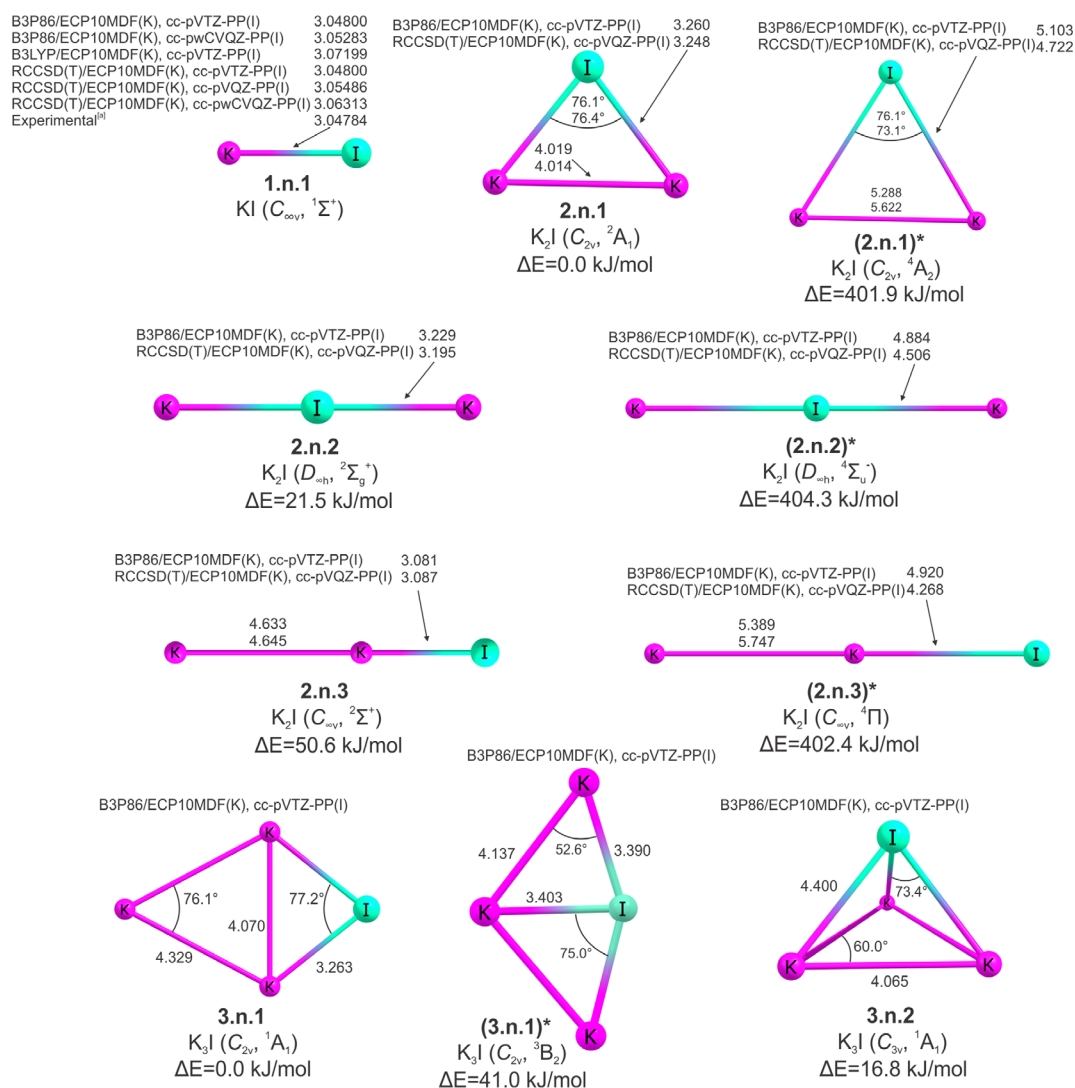 B3P86/ECP10MDF(K), cc-pVTZ-PP(I) 3.04800
B3P86/ECP10MDF(K), cc-pwCVQZ-PP(I) 3.05283
B3LYP/ECP10MDF(K), cc-pVTZ-PP(I) 3.07199
RCCSD(T)/ECP10MDF(K), cc-pVTZ-PP(I) 3.04800
RCCSD(T)/ECP10MDF(K), cc-pVQZ-PP(I) 3.05486
RCCSD(T)/ECP10MDF(K), cc-pwCVQZ-PP(I) 3.06313
Experimental[a] 3.04784
K I
1.n.1
KI (C∞v, ¹Σ⁺)
B3P86/ECP10MDF(K), cc-pVTZ-PP(I) 3.260
RCCSD(T)/ECP10MDF(K), cc-pVQZ-PP(I) 3.248
I
76.1°
76.4°
4.019
4.014
K K
2.n.1
K₂I (C₂v, ²A₁)
ΔE=0.0 kJ/mol
B3P86/ECP10MDF(K), cc-pVTZ-PP(I) 5.103
RCCSD(T)/ECP10MDF(K), cc-pVQZ-PP(I) 4.722
I
76.1°
73.1°
5.288
5.622
K K
(2.n.1)*
K₂I (C₂v, ⁴A₂)
ΔE=401.9 kJ/mol
B3P86/ECP10MDF(K), cc-pVTZ-PP(I) 3.229
RCCSD(T)/ECP10MDF(K), cc-pVQZ-PP(I) 3.195
K I K
2.n.2
K₂I (D∞h, ²Σg⁺)
ΔE=21.5 kJ/mol
B3P86/ECP10MDF(K), cc-pVTZ-PP(I) 4.884
RCCSD(T)/ECP10MDF(K), cc-pVQZ-PP(I) 4.506
K I K
(2.n.2)*
K₂I (D∞h, ⁴Σu⁻)
ΔE=404.3 kJ/mol
B3P86/ECP10MDF(K), cc-pVTZ-PP(I) 3.081
RCCSD(T)/ECP10MDF(K), cc-pVQZ-PP(I) 3.087
4.633
4.645
K K I
2.n.3
K₂I (C∞v, ²Σ⁺)
ΔE=50.6 kJ/mol
B3P86/ECP10MDF(K), cc-pVTZ-PP(I) 4.920
RCCSD(T)/ECP10MDF(K), cc-pVQZ-PP(I) 4.268
5.389
5.747
K K I
(2.n.3)*
K₂I (C∞v, ⁴Π)
ΔE=402.4 kJ/mol
B3P86/ECP10MDF(K), cc-pVTZ-PP(I)
K
76.1° 77.2°
K 4.070 I
4.329 3.263
K
3.n.1
K₃I (C₂v, ¹A₁)
ΔE=0.0 kJ/mol
B3P86/ECP10MDF(K), cc-pVTZ-PP(I)
K
52.6°
4.137 3.390
3.403
K I
75.0°
K
(3.n.1)*
K₃I (C₂v, ³B₂)
ΔE=41.0 kJ/mol
B3P86/ECP10MDF(K), cc-pVTZ-PP(I)
I
4.400 73.4°
K
60.0°
K K
4.065
3.n.2
K₃I (C₃v, ¹A₁)
ΔE=16.8 kJ/mol